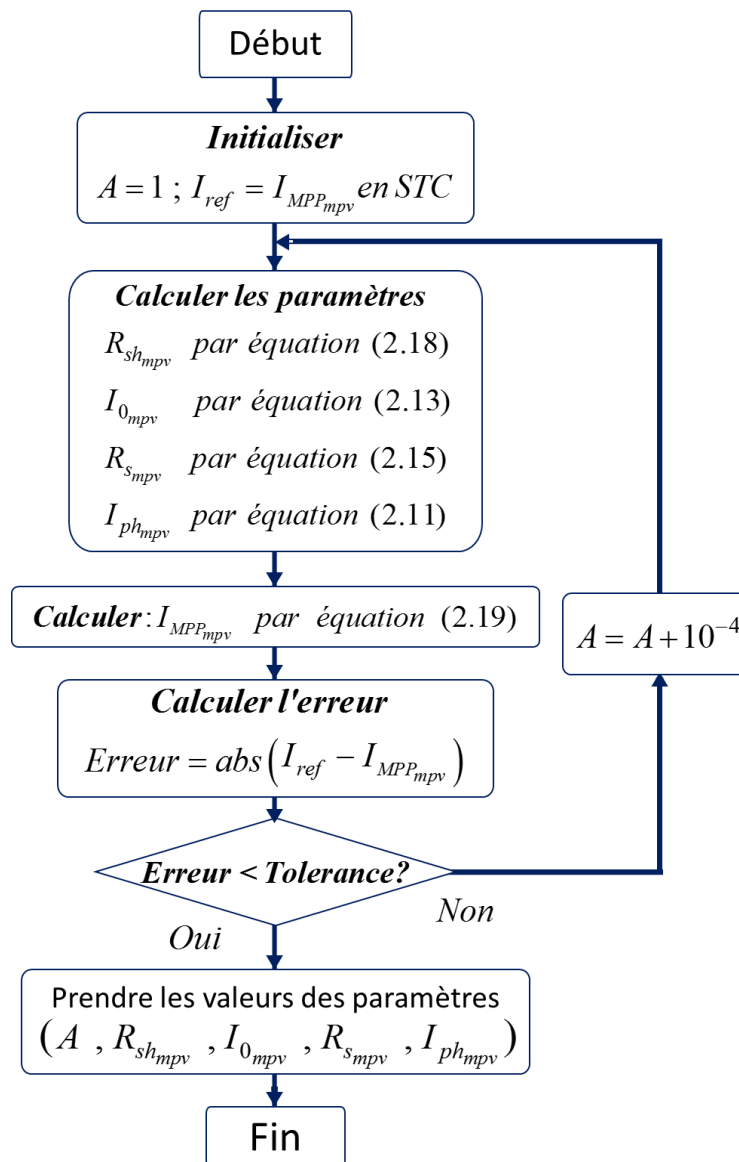 Début
Initialiser
A = 1 ; I_ref = I_MPP_mpv en STC
Calculer les paramètres
R_sh_mpv par équation (2.18)
I_0_mpv par équation (2.13)
R_s_mpv par équation (2.15)
I_ph_mpv par équation (2.11)
Calculer : I_MPP_mpv par équation (2.19)
A = A + 10^−4
Calculer l'erreur
Erreur = abs(I_ref − I_MPP_mpv)
Erreur < Tolerance?
Non
Oui
Prendre les valeurs des paramètres
(A , R_sh_mpv , I_0_mpv , R_s_mpv , I_ph_mpv)
Fin